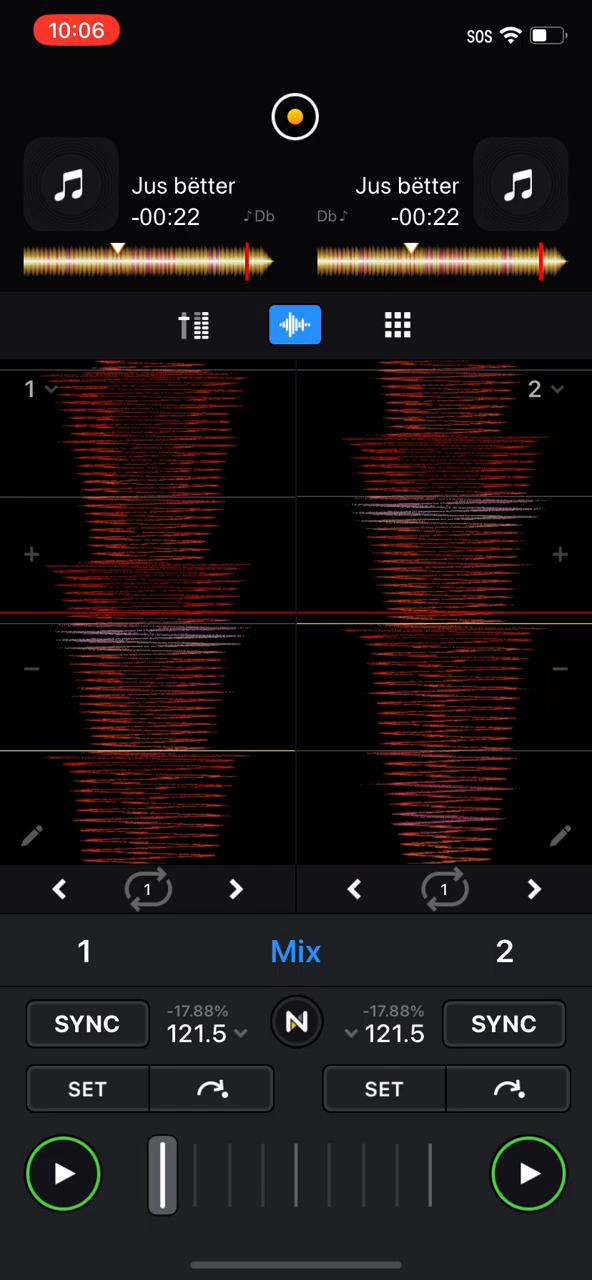 10:06
SOS
Jus bëtter
Jus bëtter
-00:22
♪Db
Db♪
-00:22
1
2
+
+
−
−
1
1
1
Mix
2
SYNC
-17.88%
121.5
N
-17.88%
121.5
SYNC
SET
SET